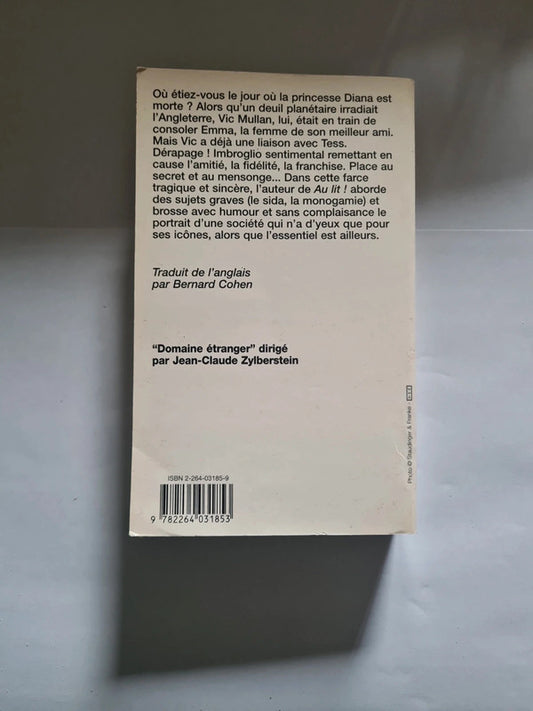 Où étiez-vous le jour où la princesse Diana est
morte ? Alors qu'un deuil planétaire irradiait
l'Angleterre, Vic Mullan, lui, était en train de
consoler Emma, la femme de son meilleur ami.
Mais Vic a déjà une liaison avec Tess.
Dérapage ! Imbroglio sentimental remettant en
cause l'amitié, la fidélité, la franchise. Place au
secret et au mensonge... Dans cette farce
tragique et sincère, l'auteur de Au lit ! aborde
des sujets graves (le sida, la monogamie) et
brosse avec humour et sans complaisance le
portrait d'une société qui n'a d'yeux que pour
ses icônes, alors que l'essentiel est ailleurs.
Traduit de l'anglais
par Bernard Cohen
"Domaine étranger" dirigé
par Jean-Claude Zylberstein
Photo © Staudinger & Franke -
ISBN 2-264-03185-9
9 782264 031853